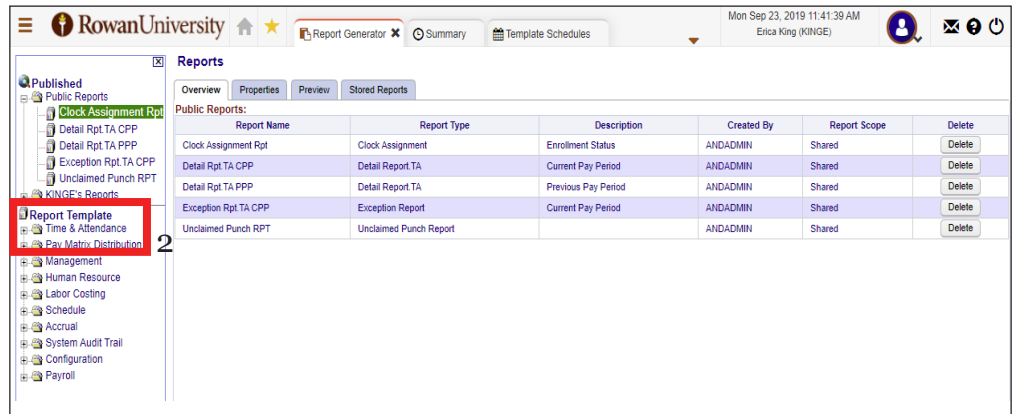 RowanUniversity
Report Generator
Summary
Template Schedules
Mon Sep 23, 2019 11:41:39 AM
Erica King (KINGE)
Published
Public Reports
Clock Assignment Rpt
Detail Rpt.TA CPP
Detail Rpt.TA PPP
Exception Rpt.TA CPP
Unclaimed Punch RPT
KINGE's Reports
Report Template
Time & Attendance
Pay Matrix Distribution
2
Management
Human Resource
Labor Costing
Schedule
Accrual
System Audit Trail
Configuration
Payroll
Reports
Overview Properties Preview Stored Reports
Public Reports:
Report Name Report Type Description Created By Report Scope Delete
Clock Assignment Rpt Clock Assignment Enrollment Status ANDADMIN Shared Delete
Detail Rpt.TA CPP Detail Report.TA Current Pay Period ANDADMIN Shared Delete
Detail Rpt.TA PPP Detail Report.TA Previous Pay Period ANDADMIN Shared Delete
Exception Rpt.TA CPP Exception Report Current Pay Period ANDADMIN Shared Delete
Unclaimed Punch RPT Unclaimed Punch Report ANDADMIN Shared Delete